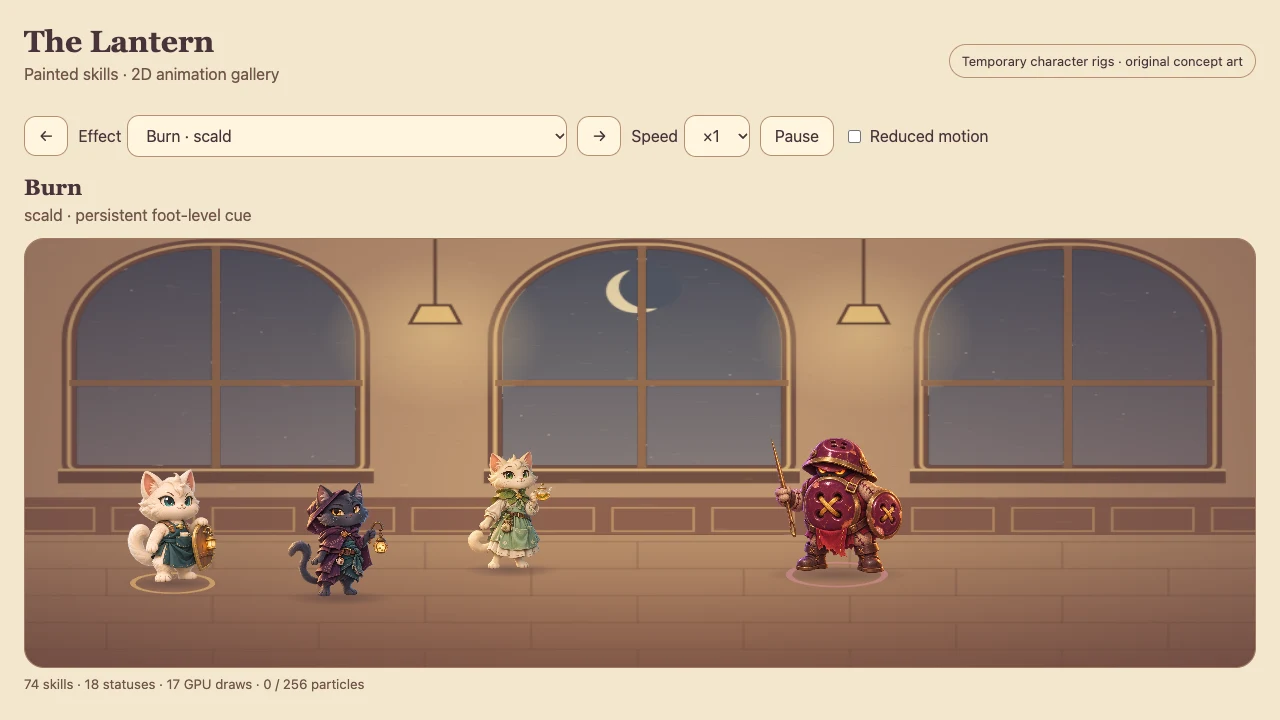 The Lantern
Painted skills · 2D animation gallery
Temporary character rigs · original concept art
← Effect Burn · scald → Speed ×1 Pause Reduced motion
Burn
scald · persistent foot-level cue
74 skills · 18 statuses · 17 GPU draws · 0 / 256 particles